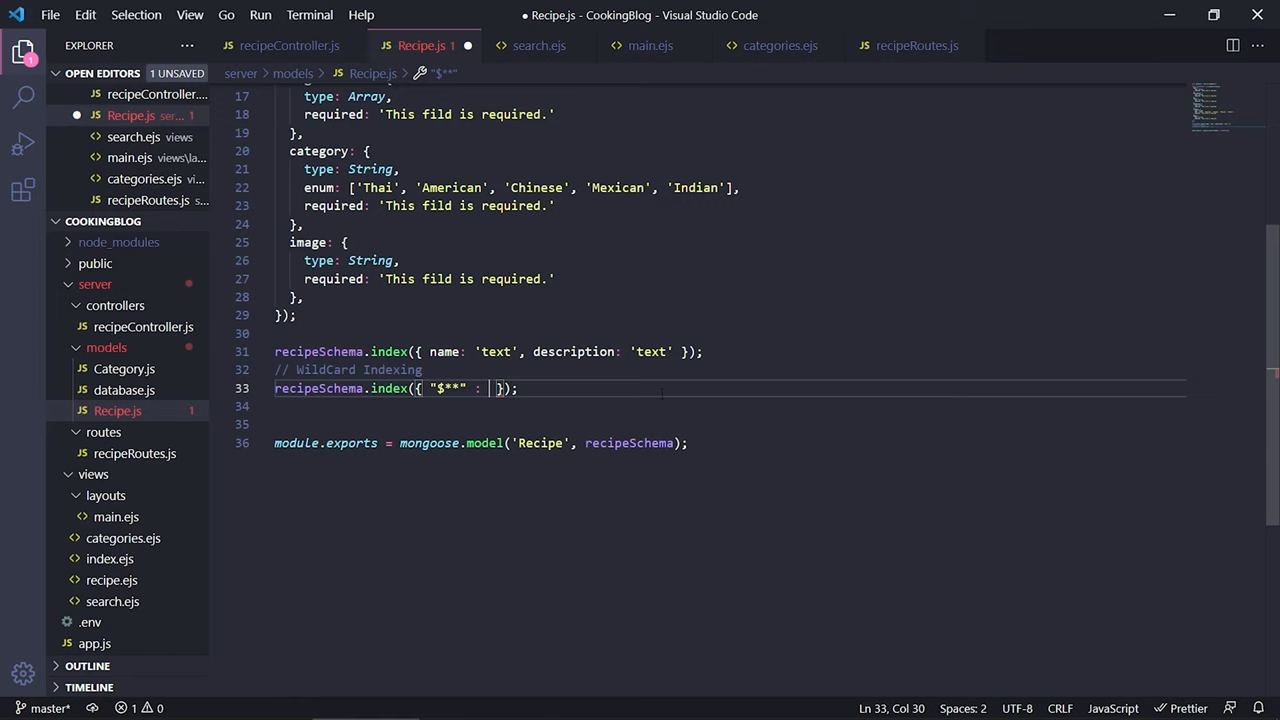 File Edit Selection View Go Run Terminal Help
● Recipe.js - CookingBlog - Visual Studio Code
EXPLORER
recipeController.js Recipe.js 1 search.ejs main.ejs categories.ejs recipeRoutes.js
OPEN EDITORS 1 UNSAVED
server > models > Recipe.js > "$**"
recipeController....
Recipe.js ser... 1
search.ejs views
main.ejs views\la...
categories.ejs vi...
recipeRoutes.js s...
COOKINGBLOG
node_modules
public
server
controllers
recipeController.js
models
Category.js
database.js
Recipe.js 1
routes
recipeRoutes.js
views
layouts
main.ejs
categories.ejs
index.ejs
recipe.ejs
search.ejs
.env
app.js
OUTLINE
TIMELINE
17 type: Array,
18 required: 'This fild is required.'
19 },
20 category: {
21 type: String,
22 enum: ['Thai', 'American', 'Chinese', 'Mexican', 'Indian'],
23 required: 'This fild is required.'
24 },
25 image: {
26 type: String,
27 required: 'This fild is required.'
28 },
29 });
30
31 recipeSchema.index({ name: 'text', description: 'text' });
32 // WildCard Indexing
33 recipeSchema.index({ "$**" : });
34
35
36 module.exports = mongoose.model('Recipe', recipeSchema);
master* 1 0 Ln 33, Col 30 Spaces: 2 UTF-8 CRLF JavaScript Prettier